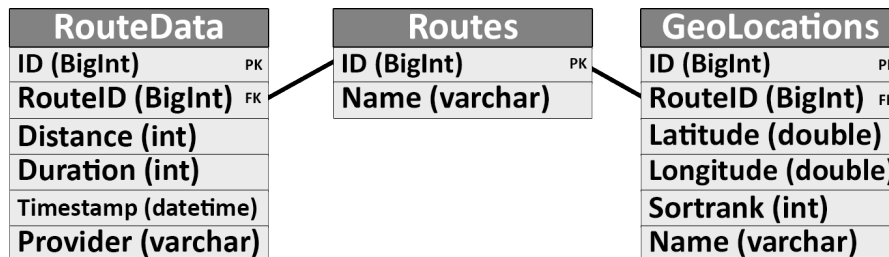 RouteData
ID (BigInt) PK
RouteID (BigInt) FK
Distance (int)
Duration (int)
Timestamp (datetime)
Provider (varchar)
Routes
ID (BigInt) PK
Name (varchar)
GeoLocations
ID (BigInt)
RouteID (BigInt)
Latitude (double)
Longitude (double)
Sortrank (int)
Name (varchar)